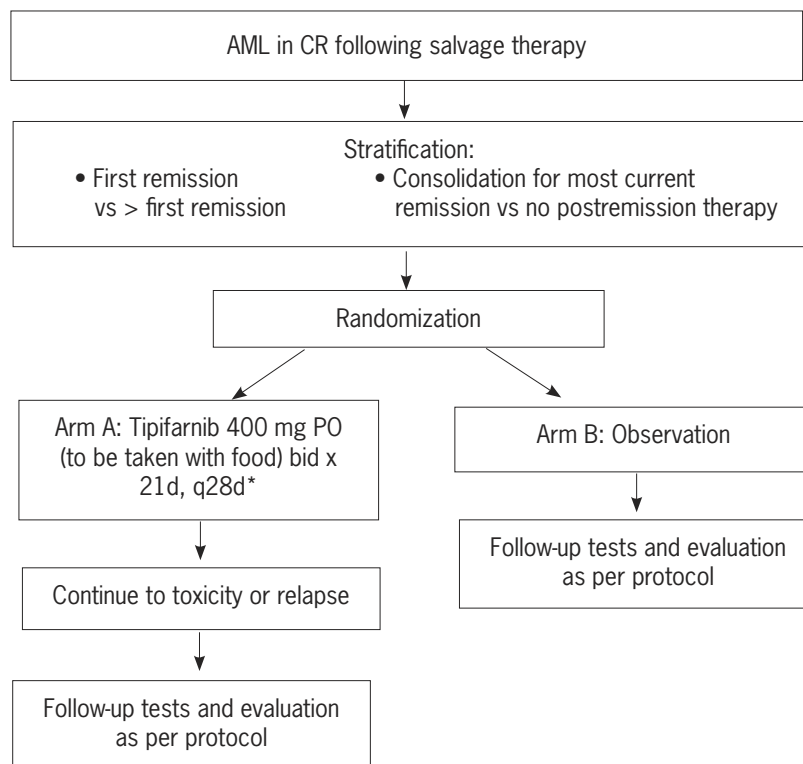 AML in CR following salvage therapy
Stratification:
• First remission
vs > first remission
• Consolidation for most current
remission vs no postremission therapy
Randomization
Arm A: Tipifarnib 400 mg PO
(to be taken with food) bid x
21d, q28d*
Continue to toxicity or relapse
Follow-up tests and evaluation
as per protocol
Arm B: Observation
Follow-up tests and evaluation
as per protocol